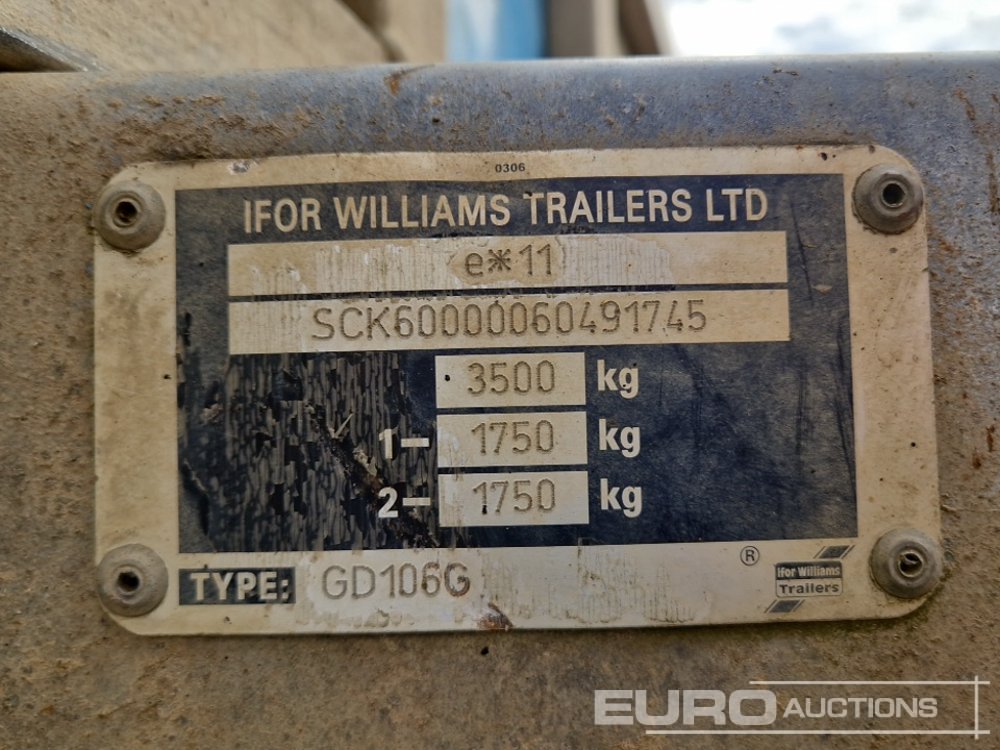 0306
IFOR WILLIAMS TRAILERS LTD
e*11
SCK60000060491745
3500 kg
1– 1750 kg
2– 1750 kg
TYPE: GD106G
®
Ifor Williams
Trailers
EURO AUCTIONS